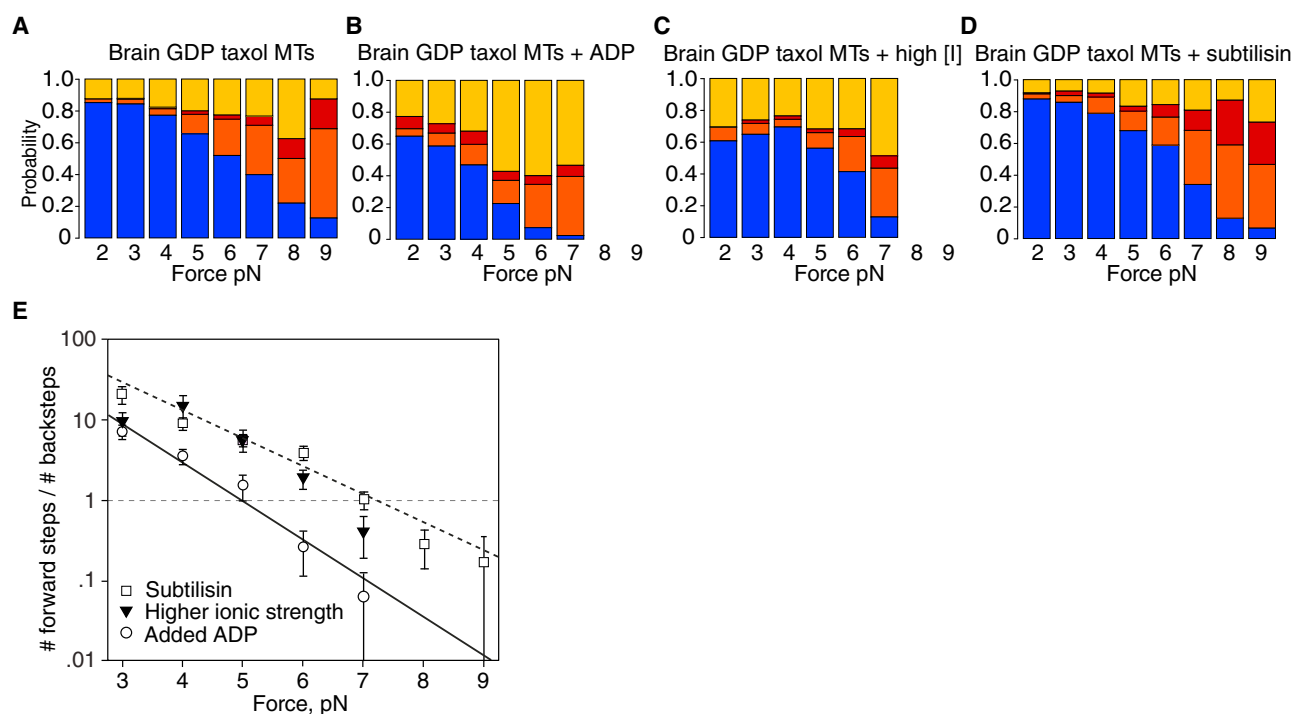 A
B
C
D
Brain GDP taxol MTs
Brain GDP taxol MTs + ADP
Brain GDP taxol MTs + high [I]
Brain GDP taxol MTs + subtilisin
Probability
1.0
0.8
0.6
0.4
0.2
0
2 3 4 5 6 7 8 9
Force pN
1.0
0.8
0.6
0.4
0.2
0
2 3 4 5 6 7 8 9
Force pN
1.0
0.8
0.6
0.4
0.2
0
2 3 4 5 6 7 8 9
Force pN
1.0
0.8
0.6
0.4
0.2
0
2 3 4 5 6 7 8 9
Force pN
E
# forward steps / # backsteps
100
10
1
.1
.01
Subtilisin
Higher ionic strength
Added ADP
3 4 5 6 7 8 9
Force, pN